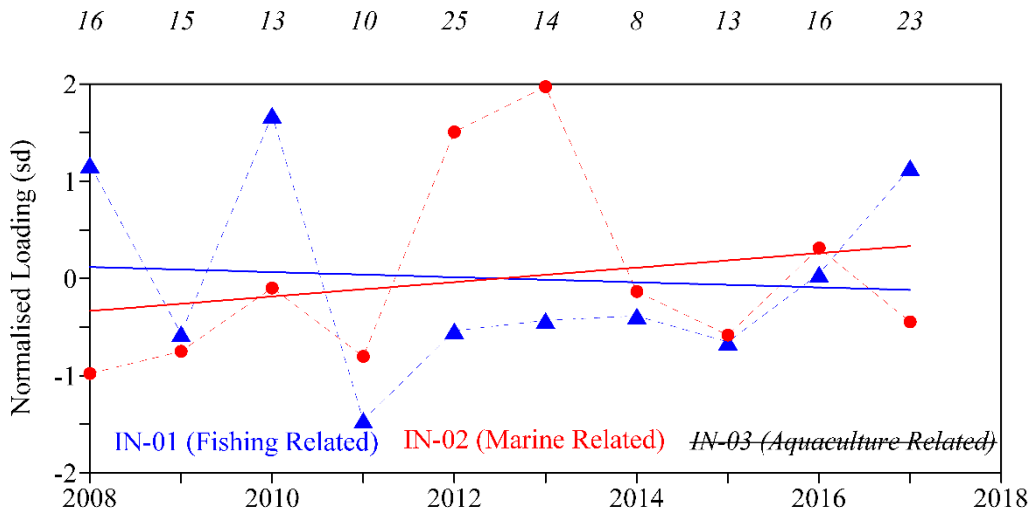 16 15 13 10 25 14 8 13 16 23
2
1
0
-1
-2
Normalised Loading (sd)
IN-01 (Fishing Related) IN-02 (Marine Related) IN-03 (Aquaculture Related)
2008 2010 2012 2014 2016 2018